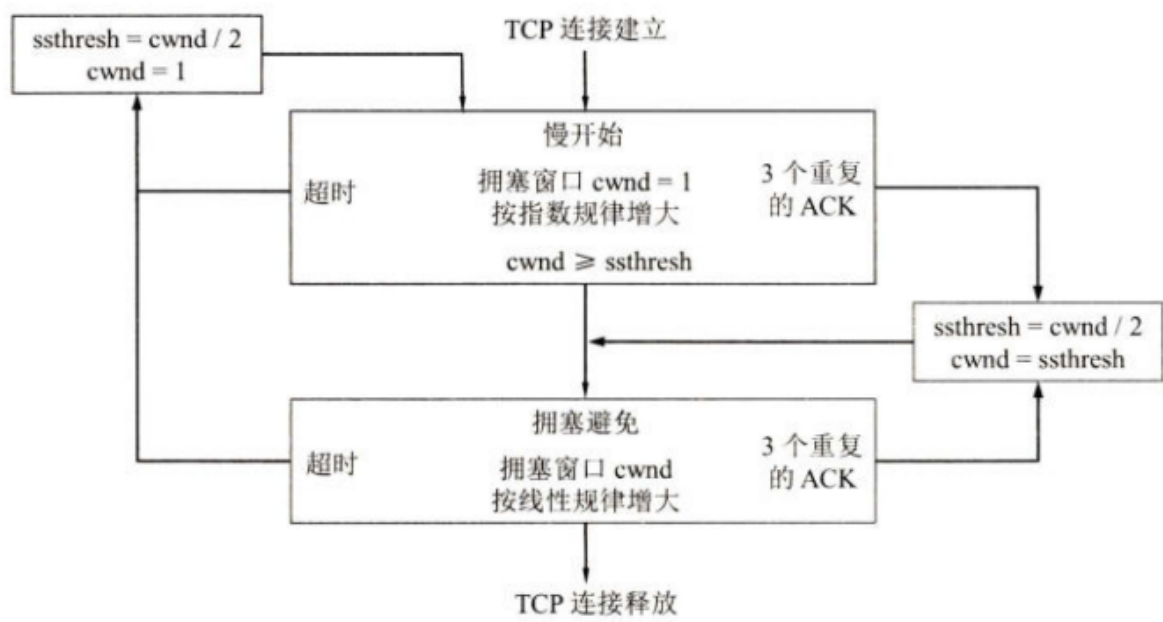 TCP 连接建立
ssthresh = cwnd / 2
cwnd = 1
慢开始
超时
拥塞窗口 cwnd = 1
按指数规律增大
3 个重复
的 ACK
cwnd ≥ ssthresh
ssthresh = cwnd / 2
cwnd = ssthresh
拥塞避免
超时
拥塞窗口 cwnd
按线性规律增大
3 个重复
的 ACK
TCP 连接释放